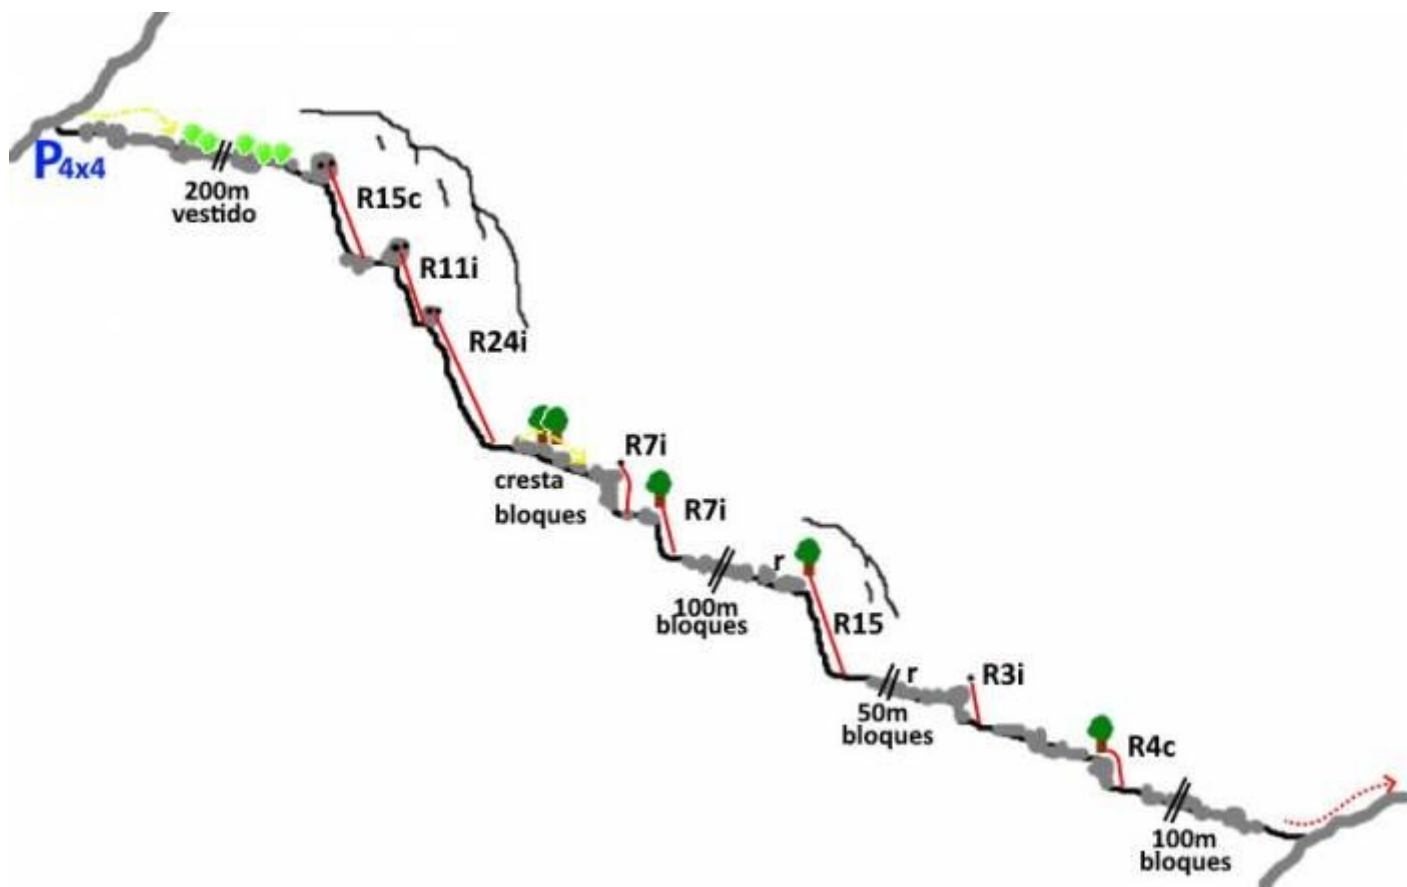 P4x4
200m
vestido
R15c
R11i
R24i
cresta
bloques
R7i
R7i
100m
bloques
r
R15
r
50m
bloques
R3i
R4c
100m
bloques